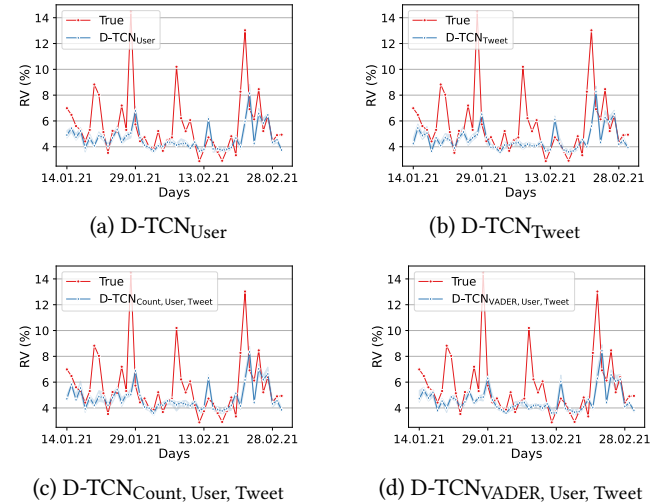 14
12
10
8
6
4
RV (%)
True
D-TCN_User
14.01.21 29.01.21 13.02.21 28.02.21
Days
(a) D-TCN_User
14
12
10
8
6
4
RV (%)
True
D-TCN_Tweet
14.01.21 29.01.21 13.02.21 28.02.21
Days
(b) D-TCN_Tweet
14
12
10
8
6
4
RV (%)
True
D-TCN_Count, User, Tweet
14.01.21 29.01.21 13.02.21 28.02.21
Days
(c) D-TCN_Count, User, Tweet
14
12
10
8
6
4
RV (%)
True
D-TCN_VADER, User, Tweet
14.01.21 29.01.21 13.02.21 28.02.21
Days
(d) D-TCN_VADER, User, Tweet